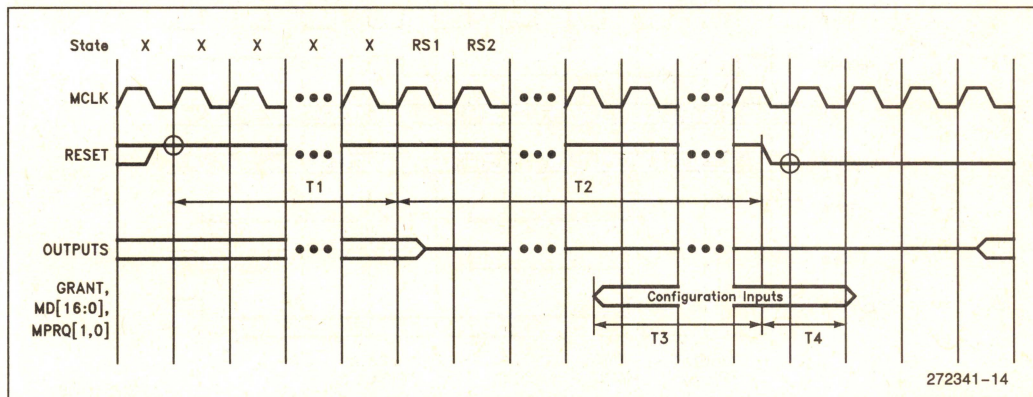 State X X X X X RS1 RS2
MCLK
RESET
T1 T2
OUTPUTS
GRANT,
MD[16:0],
MPRQ[1,0]
Configuration Inputs
T3 T4
272341-14